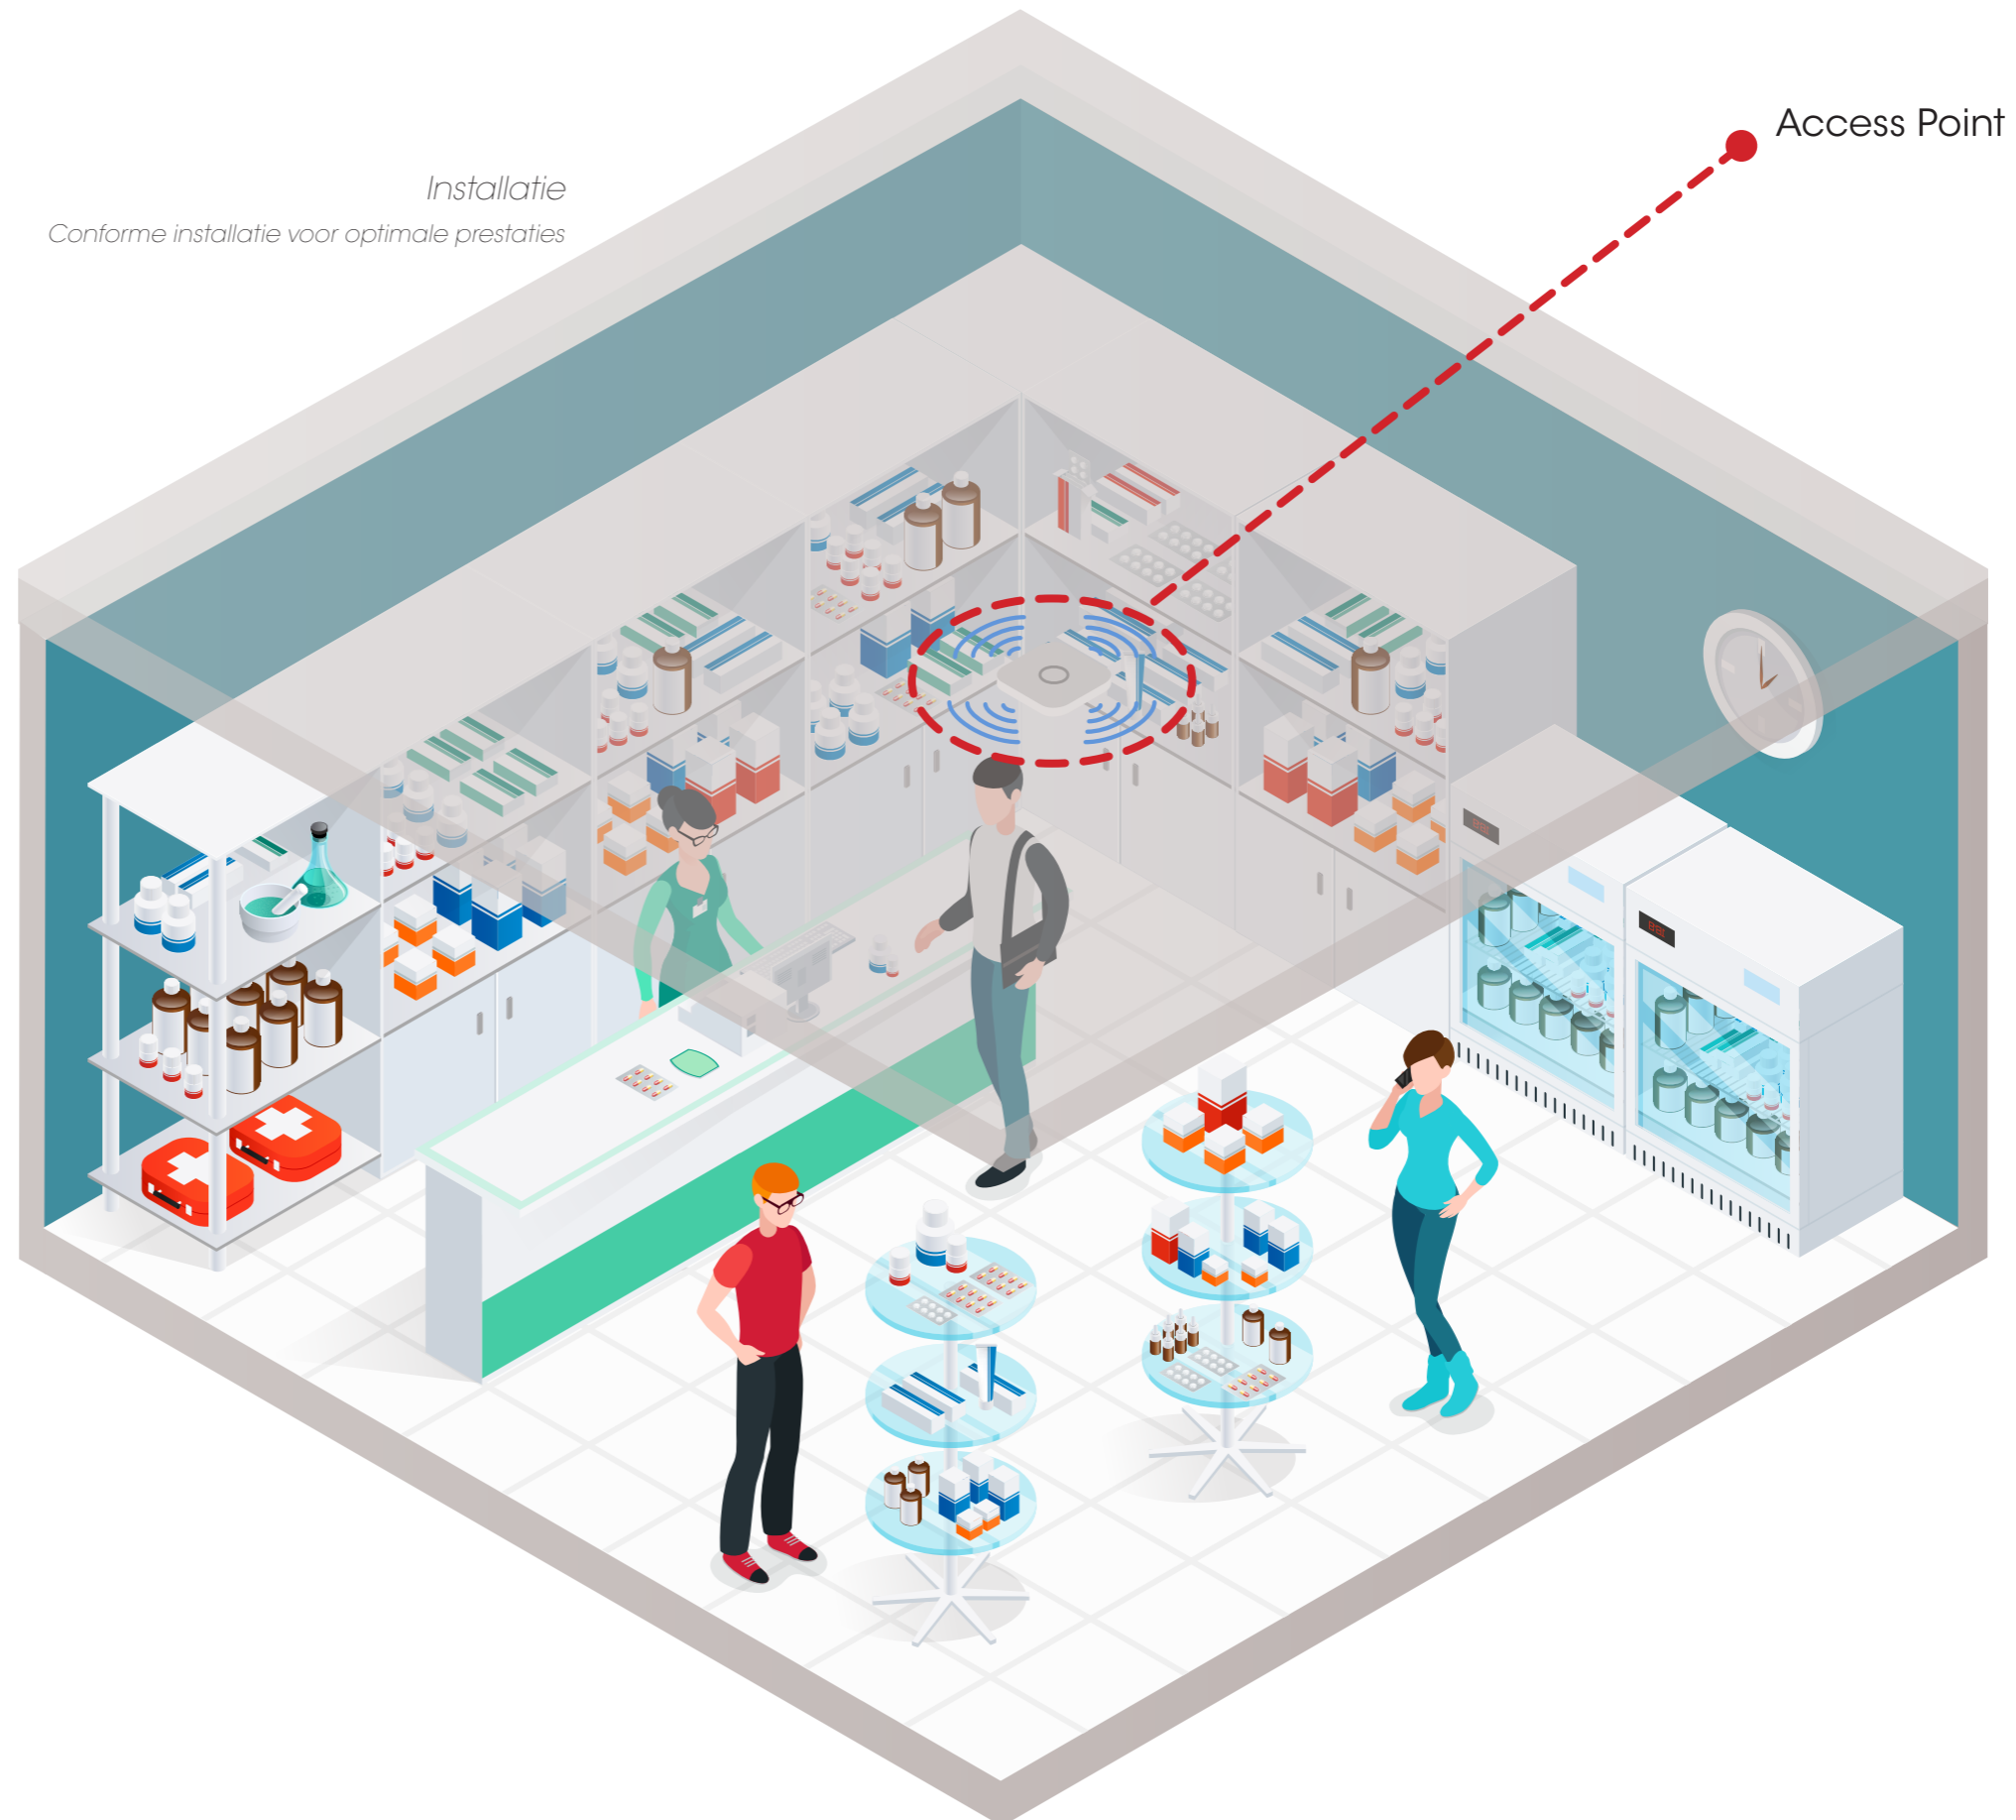 Access Point
Installatie
Conforme installatie voor optimale prestaties